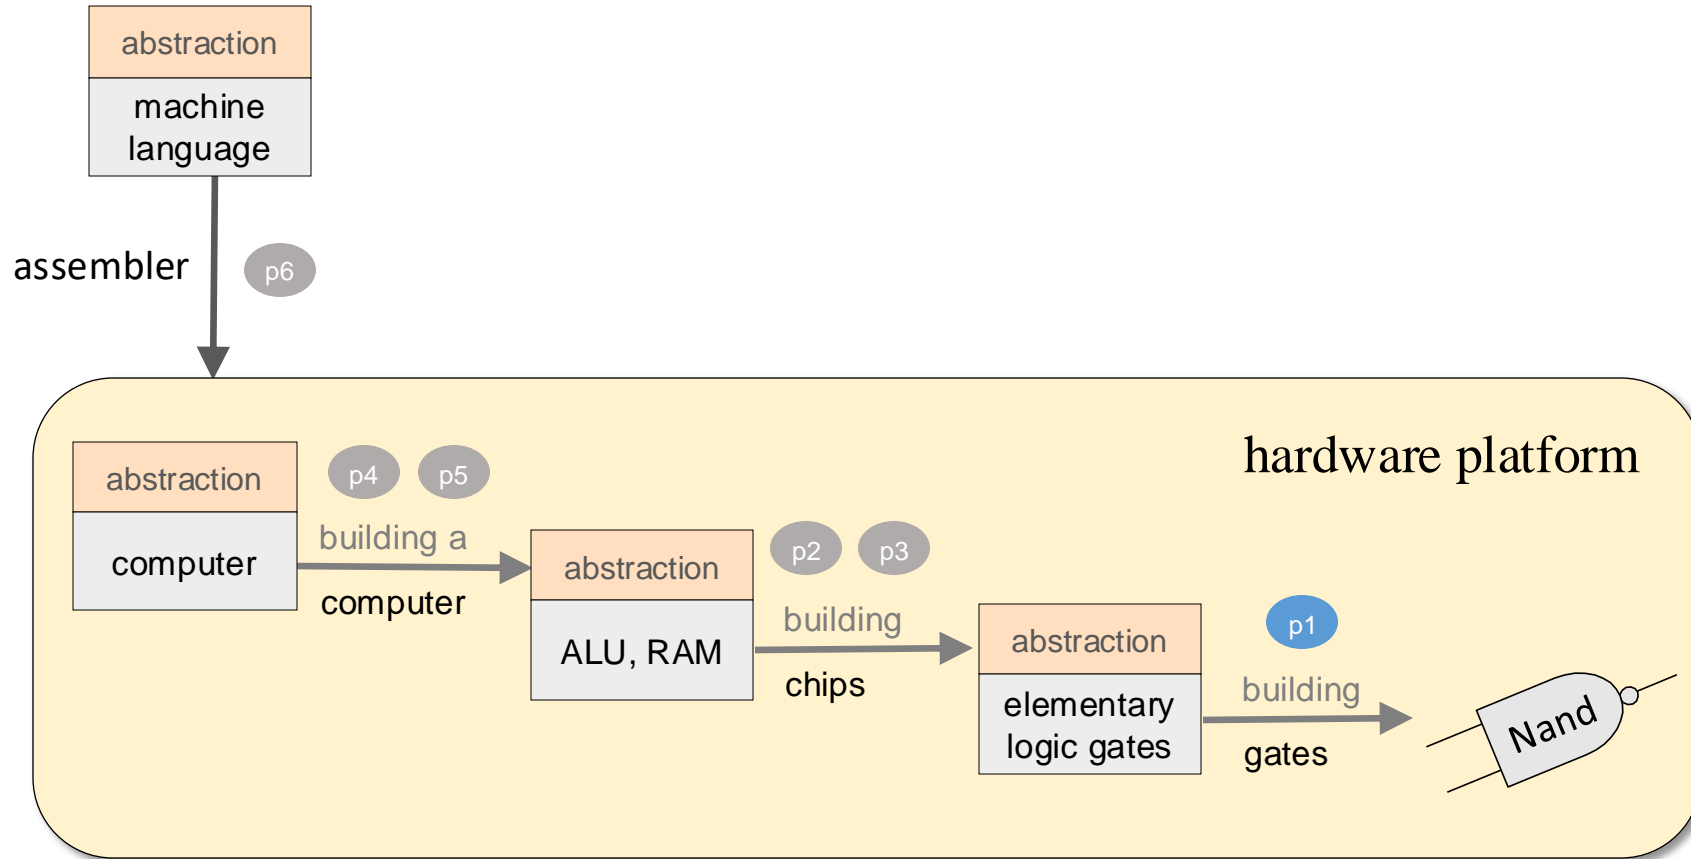 abstraction
machine
language
assembler
p6
hardware platform
abstraction
computer
p4
p5
building a
computer
abstraction
ALU, RAM
p2
p3
building
chips
abstraction
elementary
logic gates
p1
building
gates
Nand